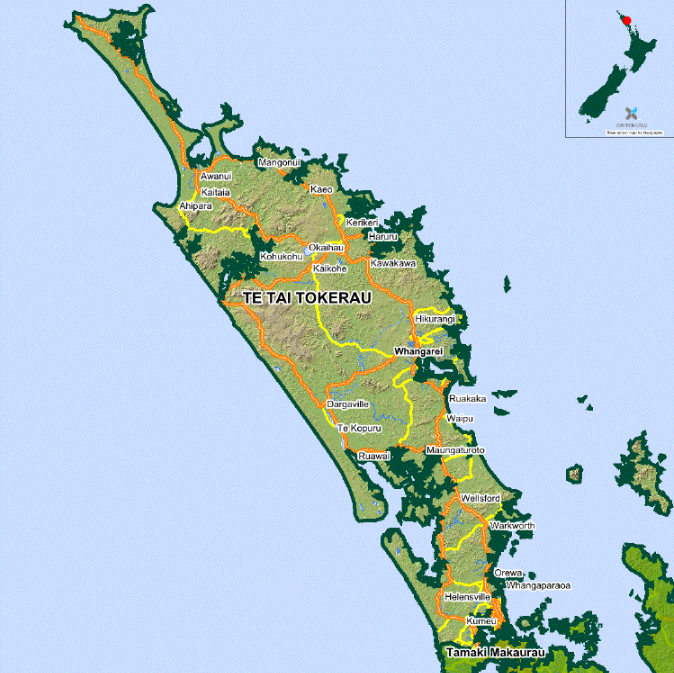 Mangonui
Awanui
Kaitaia
Kaeo
Ahipara
Kerikeri
Haruru
Okaihau
Kohukohu
Kawakawa
Kaikohe
TE TAI TOKERAU
Hikurangi
Whangarei
Ruakaka
Dargaville
Waipu
Te Kopuru
Maungaturoto
Ruawai
Wellsford
Warkworth
Orewa
Whangaparaoa
Helensville
Kumeu
Tamaki Makaurau